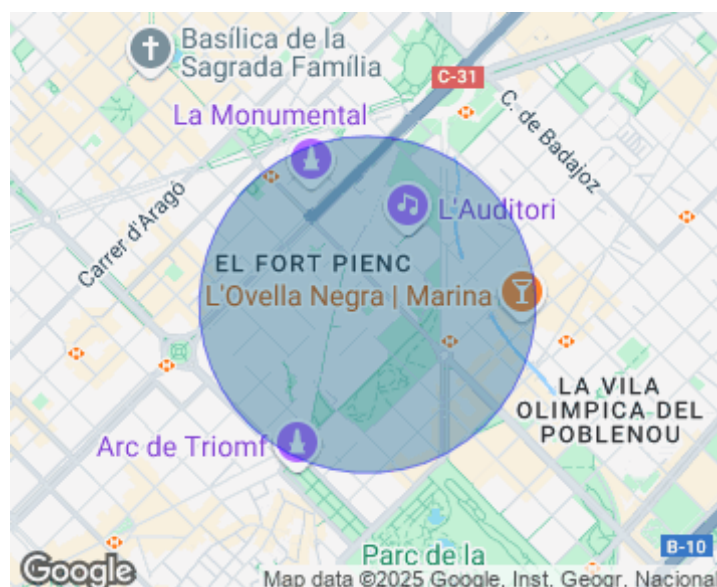 Basílica de la
Sagrada Família
C-31
La Monumental
C. de Badajoz
L'Auditori
Carrer d'Aragó
EL FORT PIENC
L'Ovella Negra | Marina
LA VILA
OLIMPICA DEL
POBLENOU
Arc de Triomf
B-10
Parc de la
Google
Map data ©2025 Google, Inst. Geogr. Nacional